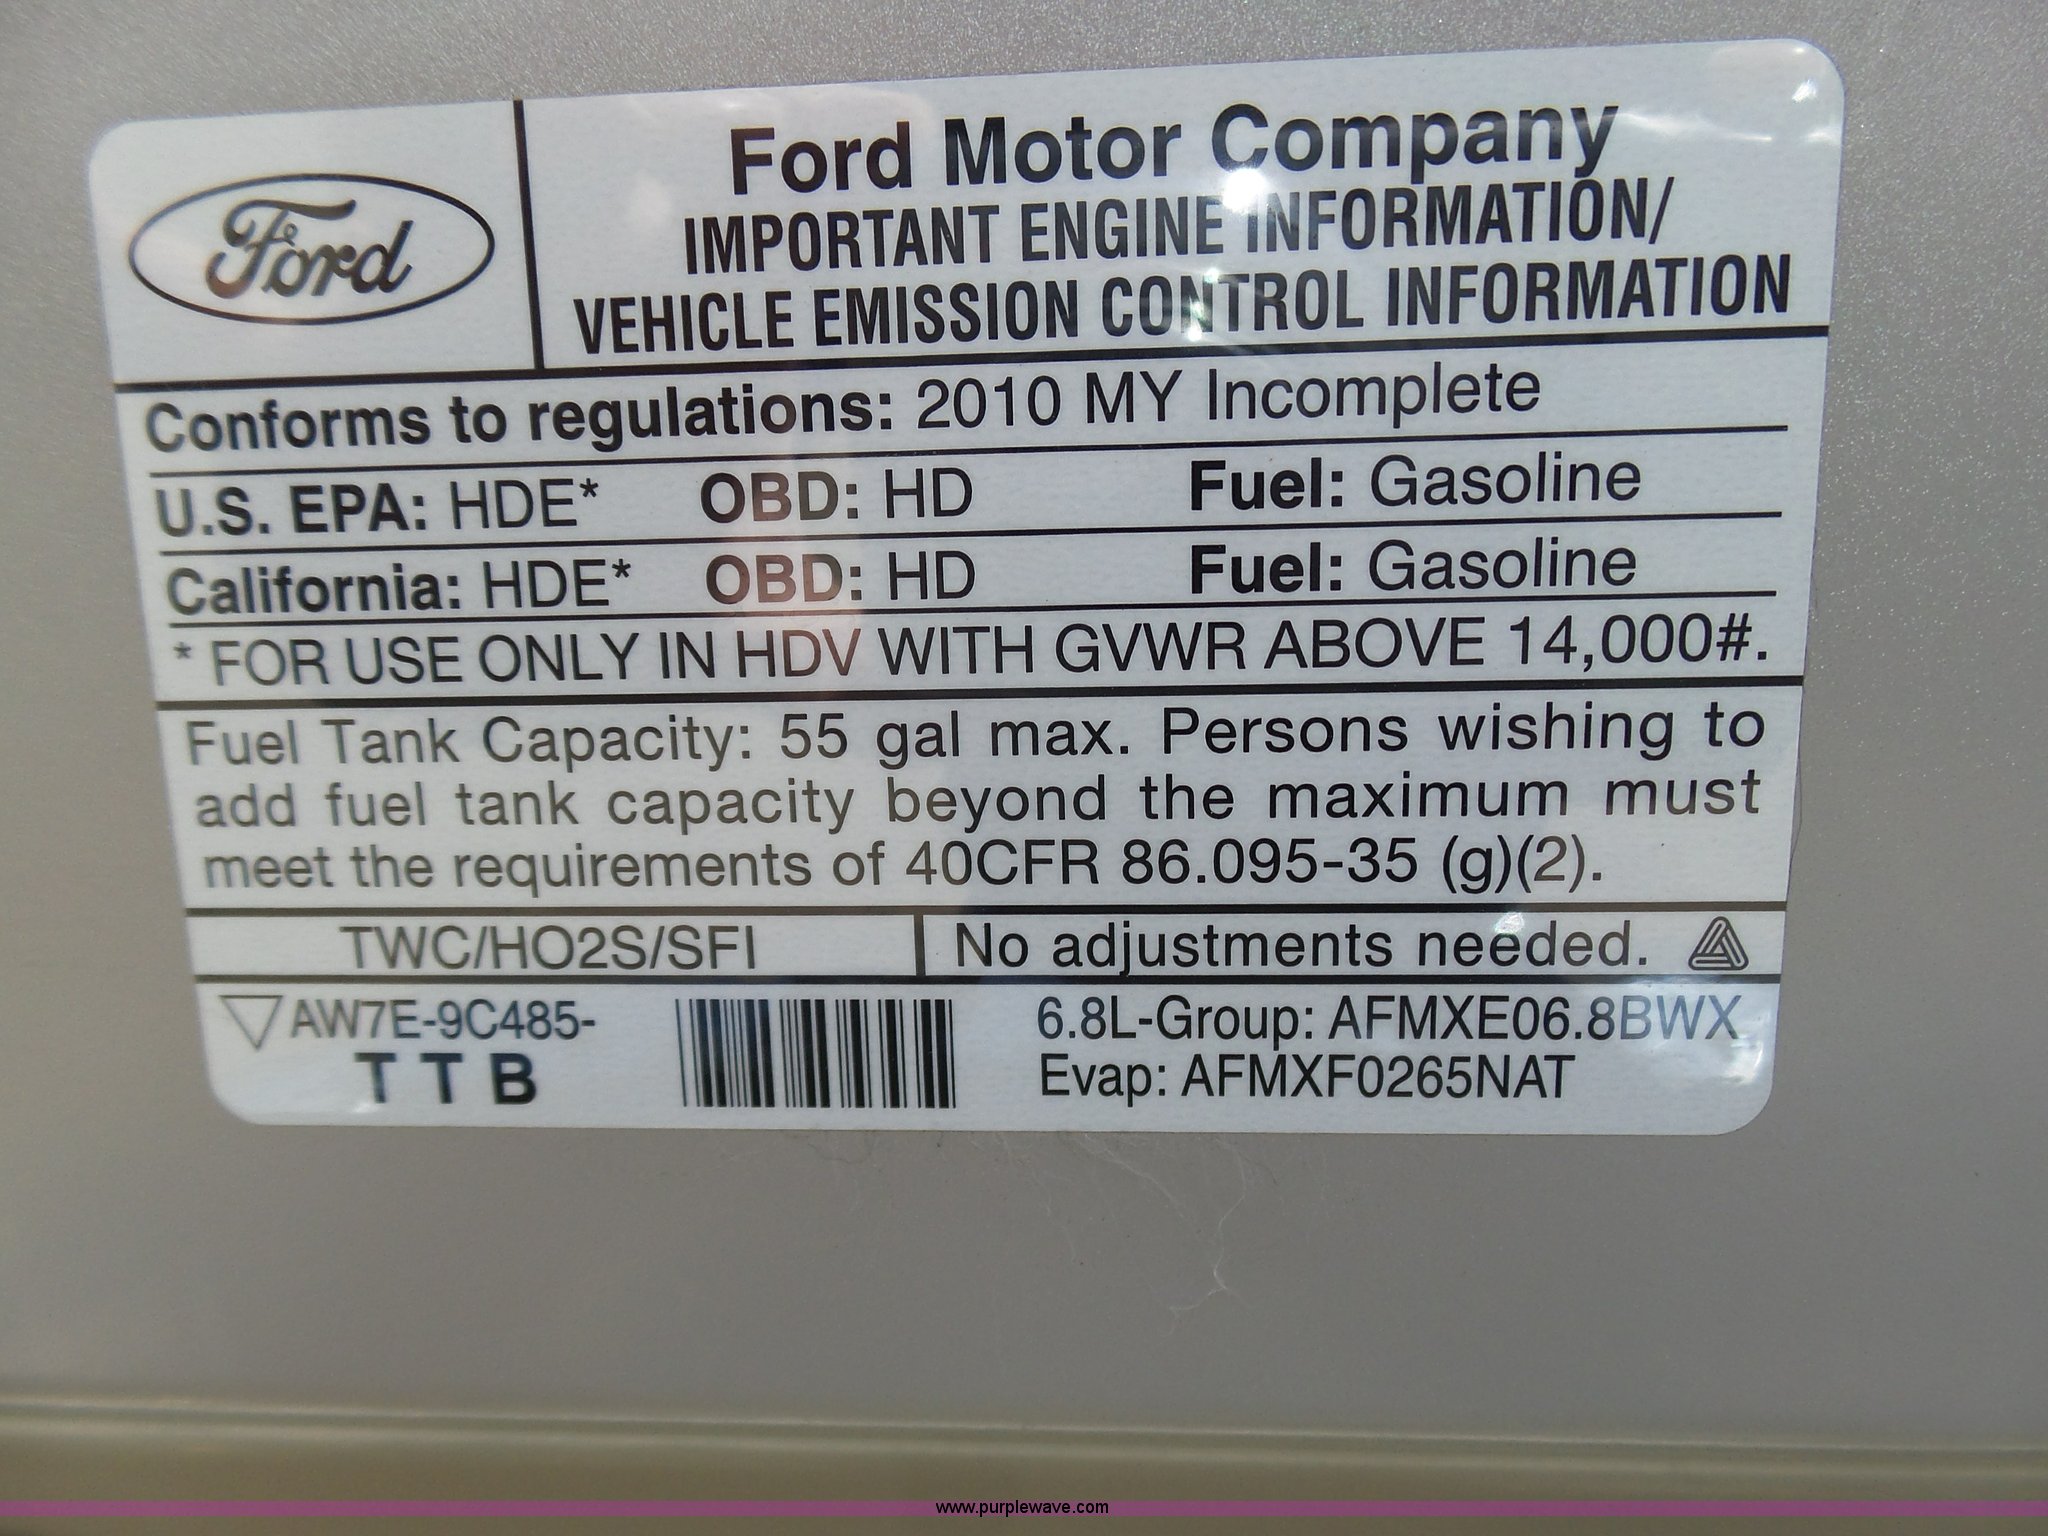 Ford
Ford Motor Company
IMPORTANT ENGINE INFORMATION/
VEHICLE EMISSION CONTROL INFORMATION
Conforms to regulations: 2010 MY Incomplete
U.S. EPA: HDE* OBD: HD Fuel: Gasoline
California: HDE* OBD: HD Fuel: Gasoline
* FOR USE ONLY IN HDV WITH GVWR ABOVE 14,000#.
Fuel Tank Capacity: 55 gal max. Persons wishing to
add fuel tank capacity beyond the maximum must
meet the requirements of 40CFR 86.095-35 (g)(2).
TWC/HO2S/SFI No adjustments needed.
AW7E-9C485-
T T B
6.8L-Group: AFMXE06.8BWX
Evap: AFMXF0265NAT
www.purplewave.com